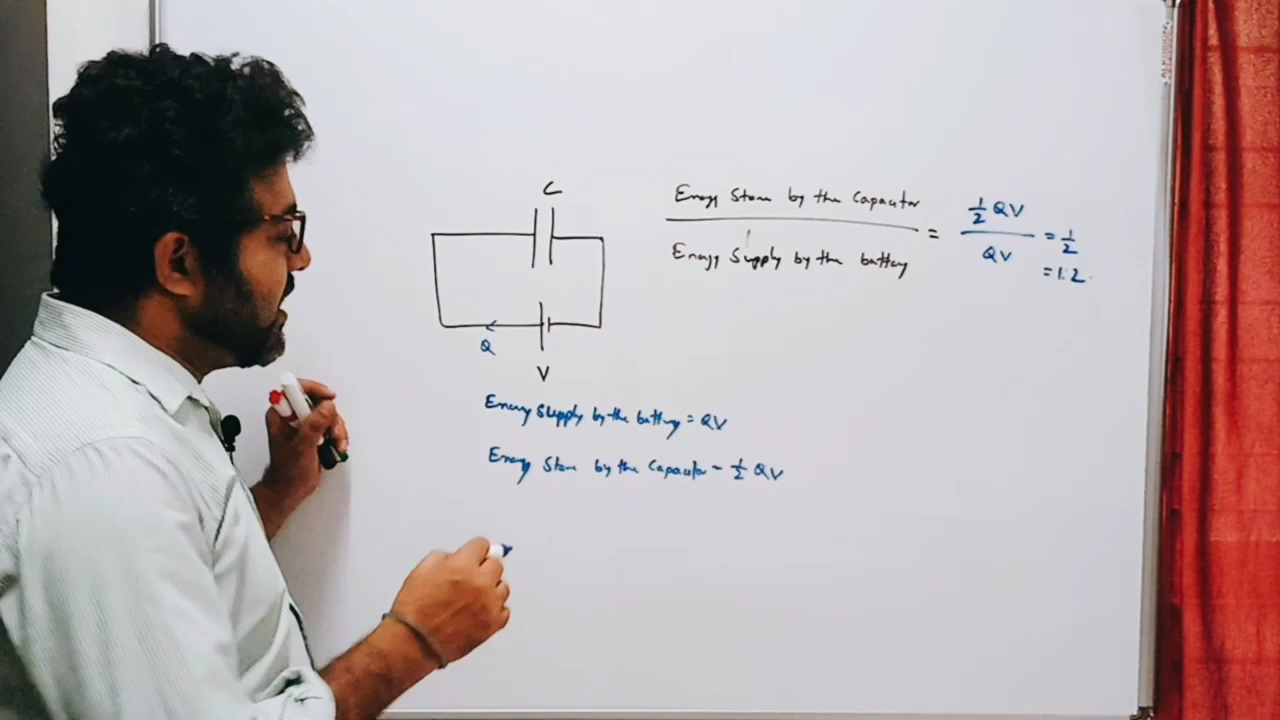 C
Energy Store by the Capacitor
Energy Supply by the battery
=
½ QV
QV
= ½
= 1:2
Q
V
Energy Supply by the battery = QV
Energy Store by the Capacitor = ½ QV